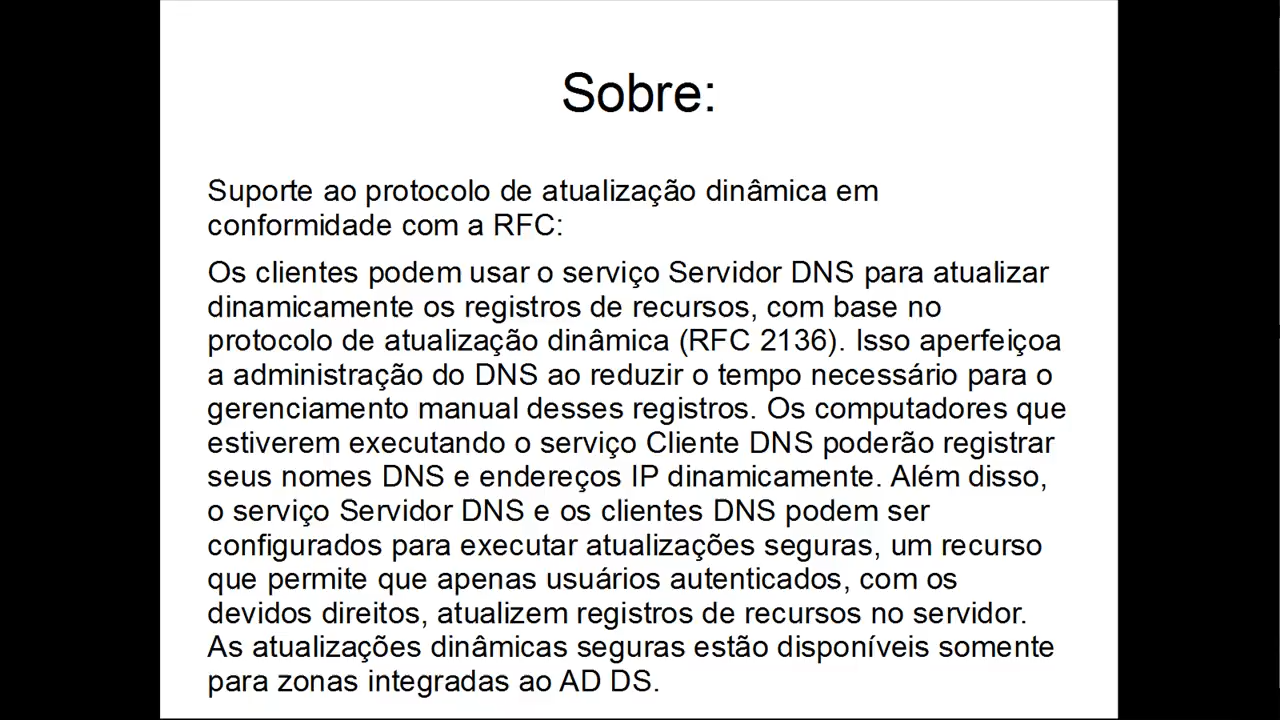 Sobre:
Suporte ao protocolo de atualização dinâmica em
conformidade com a RFC:
Os clientes podem usar o serviço Servidor DNS para atualizar
dinamicamente os registros de recursos, com base no
protocolo de atualização dinâmica (RFC 2136). Isso aperfeiçoa
a administração do DNS ao reduzir o tempo necessário para o
gerenciamento manual desses registros. Os computadores que
estiverem executando o serviço Cliente DNS poderão registrar
seus nomes DNS e endereços IP dinamicamente. Além disso,
o serviço Servidor DNS e os clientes DNS podem ser
configurados para executar atualizações seguras, um recurso
que permite que apenas usuários autenticados, com os
devidos direitos, atualizem registros de recursos no servidor.
As atualizações dinâmicas seguras estão disponíveis somente
para zonas integradas ao AD DS.